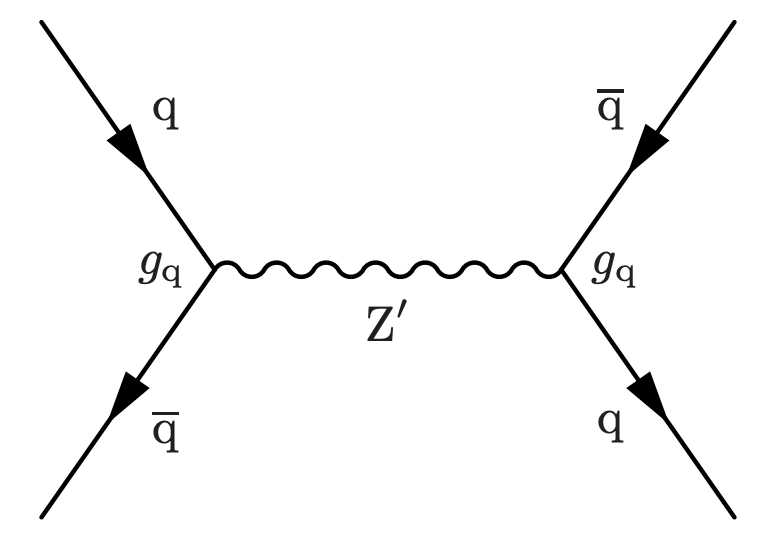 q q̅
g_q g_q
Z′
q̅ q